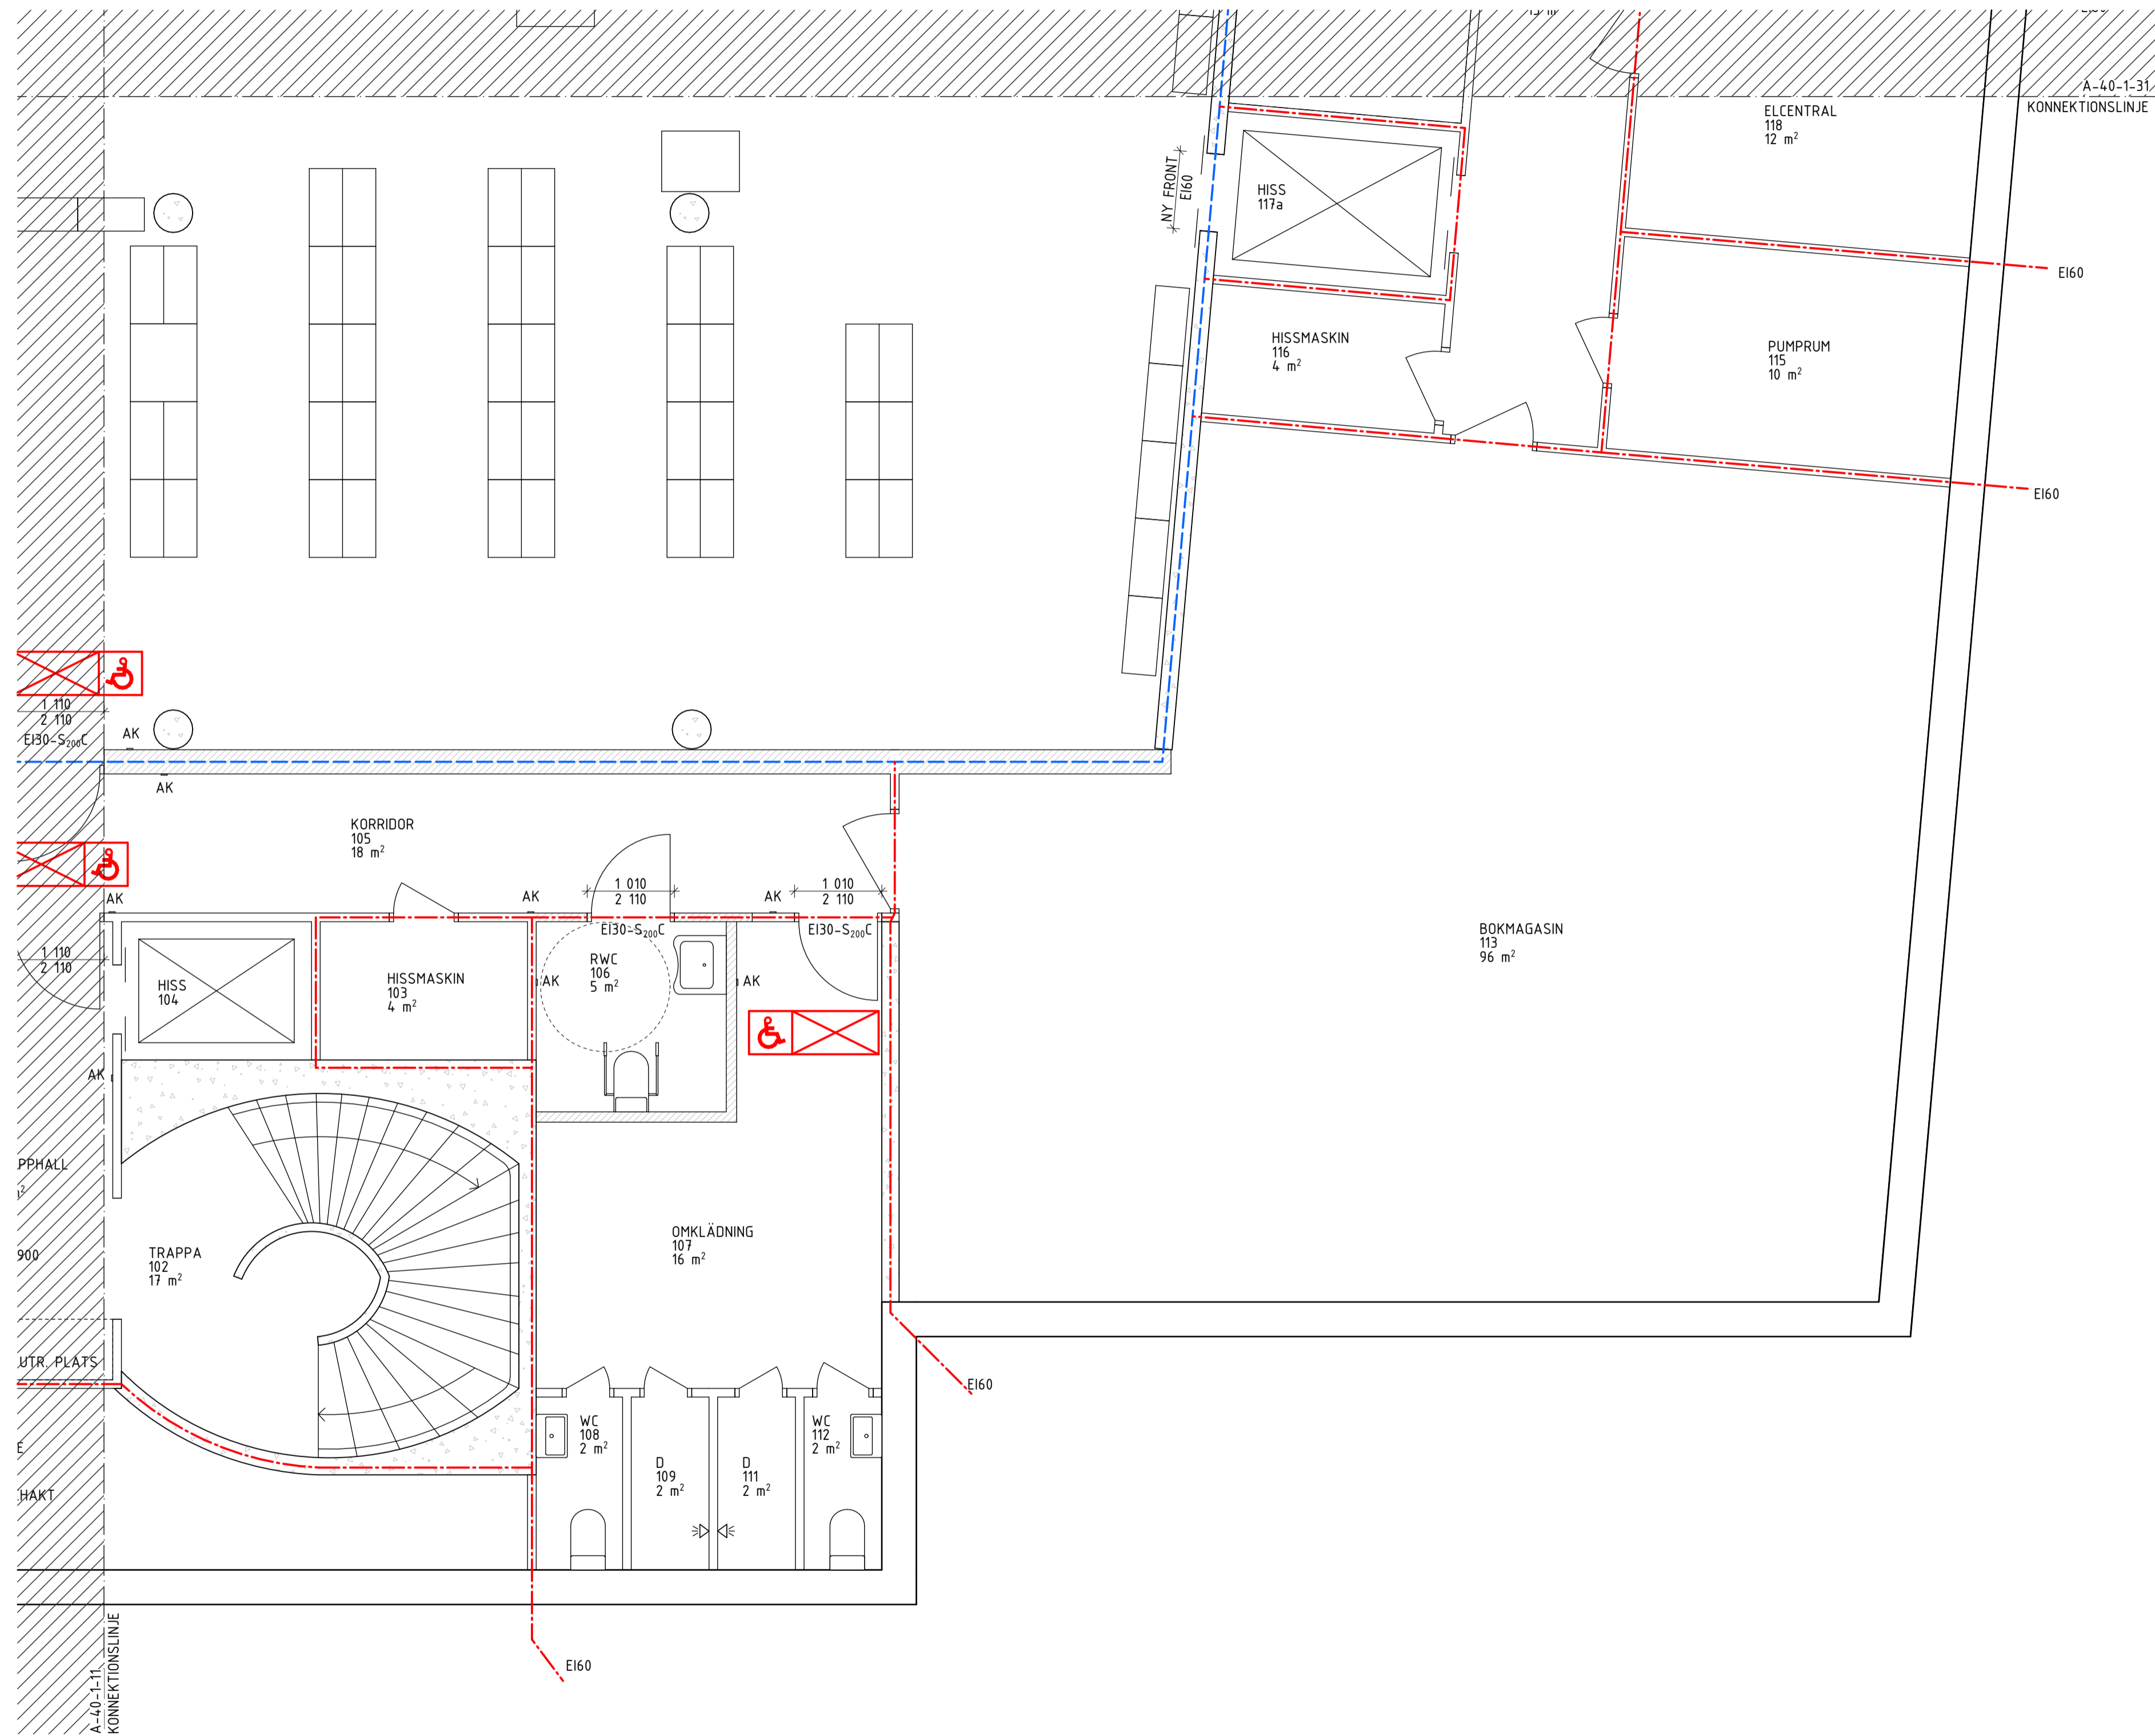 A-40-1-31
KONNEKTIONSLINJE
ELCENTRAL
118
12 m²
NY FRONT
EI60
HISS
117a
EI60
HISSMASKIN
116
4 m²
PUMPRUM
115
10 m²
EI60
1 110
2 110
EI30-S₂₀₀C
AK
AK
KORRIDOR
105
18 m²
AK
AK
1 010
2 110
AK
1 010
2 110
EI30-S₂₀₀C
EI30-S₂₀₀C
BOKMAGASIN
113
96 m²
1 110
2 110
HISS
104
HISSMASKIN
103
4 m²
RWC
106
5 m²
AK
AK
AK
PPHALL
900
TRAPPA
102
17 m²
OMKLÄDNING
107
16 m²
UTR. PLATS
EI60
WC
108
2 m²
D
109
2 m²
D
111
2 m²
WC
112
2 m²
HAKT
EI60
A-40-1-11
KONNEKTIONSLINJE